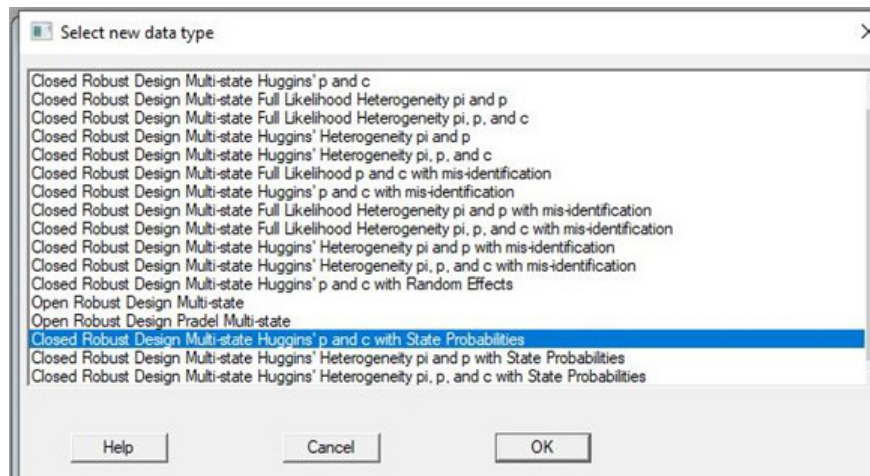 Select new data type
Closed Robust Design Multi-state Huggins' p and c
Closed Robust Design Multi-state Full Likelihood Heterogeneity pi and p
Closed Robust Design Multi-state Full Likelihood Heterogeneity pi, p, and c
Closed Robust Design Multi-state Huggins' Heterogeneity pi and p
Closed Robust Design Multi-state Huggins' Heterogeneity pi, p, and c
Closed Robust Design Multi-state Full Likelihood p and c with mis-identification
Closed Robust Design Multi-state Huggins' p and c with mis-identification
Closed Robust Design Multi-state Full Likelihood Heterogeneity pi and p with mis-identification
Closed Robust Design Multi-state Full Likelihood Heterogeneity pi, p, and c with mis-identification
Closed Robust Design Multi-state Huggins' Heterogeneity pi and p with mis-identification
Closed Robust Design Multi-state Huggins' Heterogeneity pi, p, and c with mis-identification
Closed Robust Design Multi-state Huggins' p and c with Random Effects
Open Robust Design Multi-state
Open Robust Design Pradel Multi-state
Closed Robust Design Multi-state Huggins' p and c with State Probabilities
Closed Robust Design Multi-state Huggins' Heterogeneity pi and p with State Probabilities
Closed Robust Design Multi-state Huggins' Heterogeneity pi, p, and c with State Probabilities
Help Cancel OK